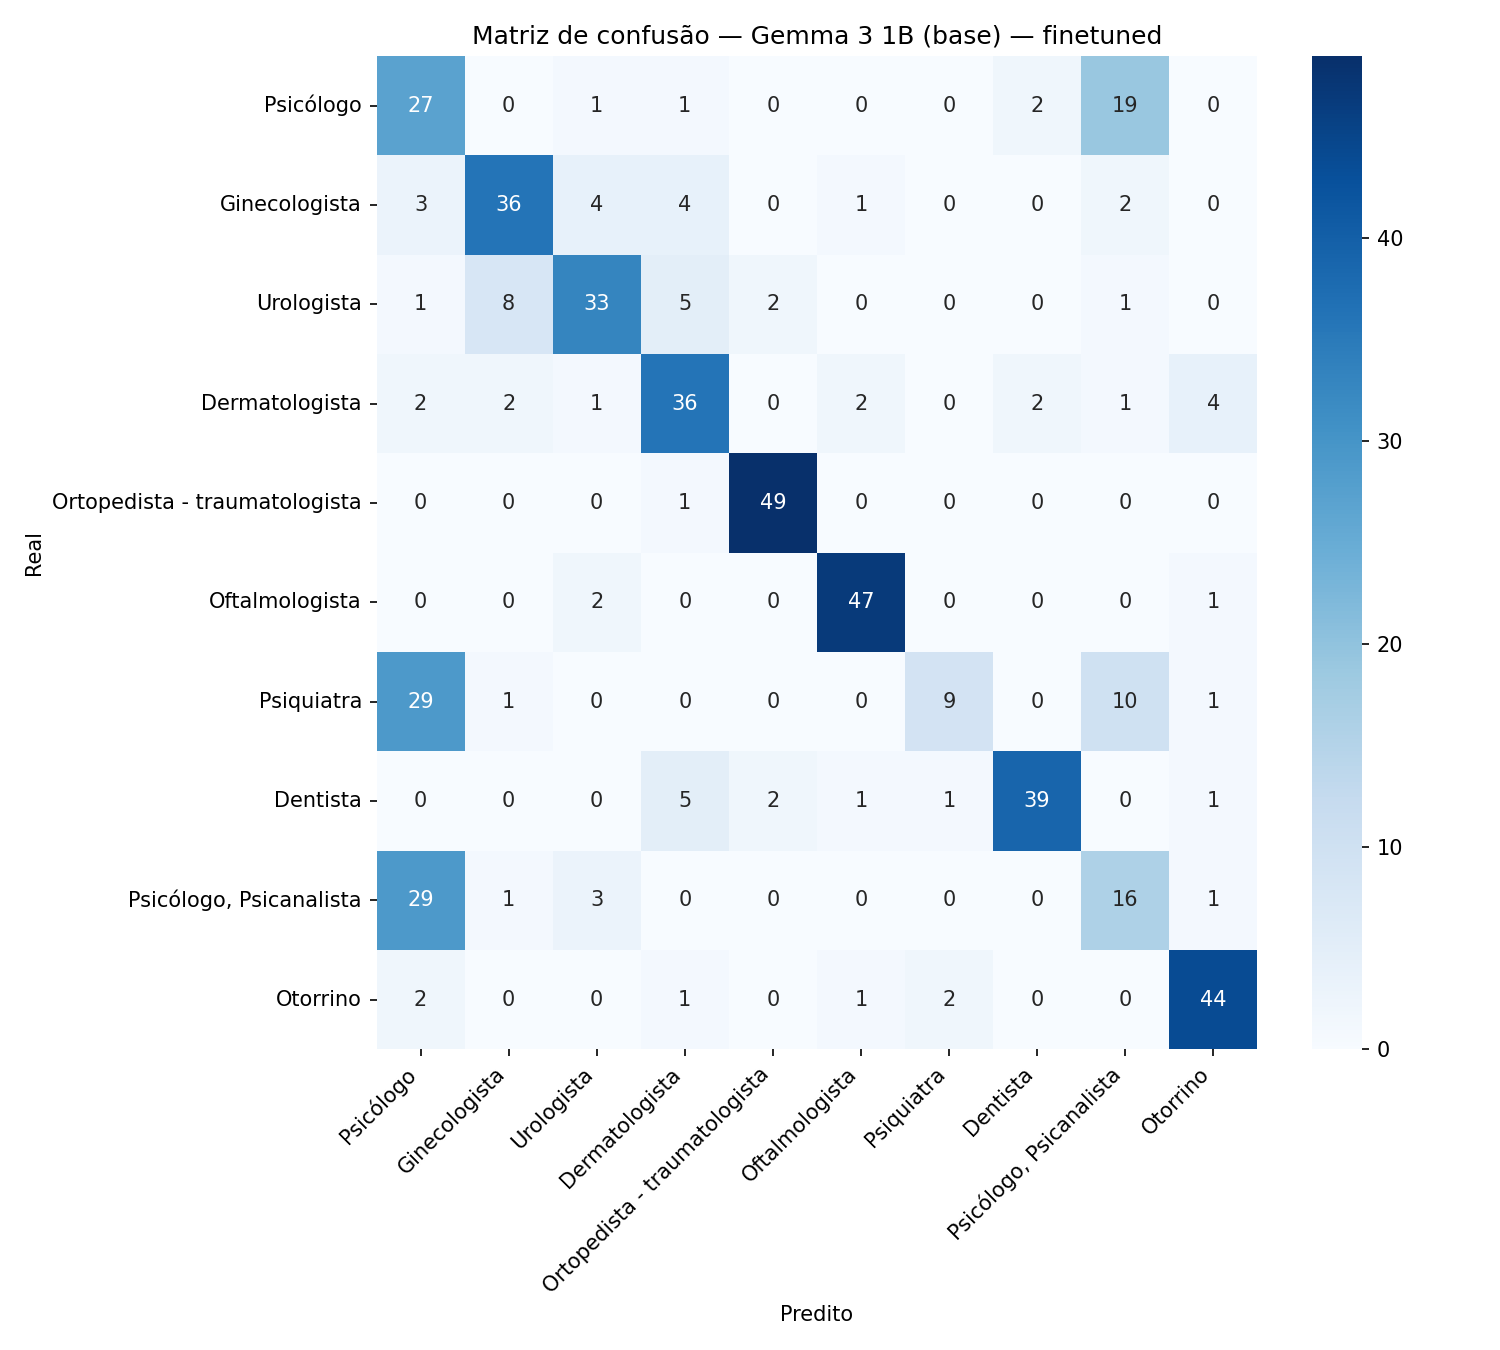 Matriz de confusão — Gemma 3 1B (base) — finetuned
Psicólogo 27 0 1 1 0 0 0 2 19 0
Ginecologista 3 36 4 4 0 1 0 0 2 0
Urologista 1 8 33 5 2 0 0 0 1 0
Dermatologista 2 2 1 36 0 2 0 2 1 4
Ortopedista - traumatologista 0 0 0 1 49 0 0 0 0 0
Oftalmologista 0 0 2 0 0 47 0 0 0 1
Psiquiatra 29 1 0 0 0 0 9 0 10 1
Dentista 0 0 0 5 2 1 1 39 0 1
Psicólogo, Psicanalista 29 1 3 0 0 0 0 0 16 1
Otorrino 2 0 0 1 0 1 2 0 0 44
Real
Psicólogo
Ginecologista
Urologista
Dermatologista
Ortopedista - traumatologista
Oftalmologista
Psiquiatra
Dentista
Psicólogo, Psicanalista
Otorrino
Predito
40
30
20
10
0